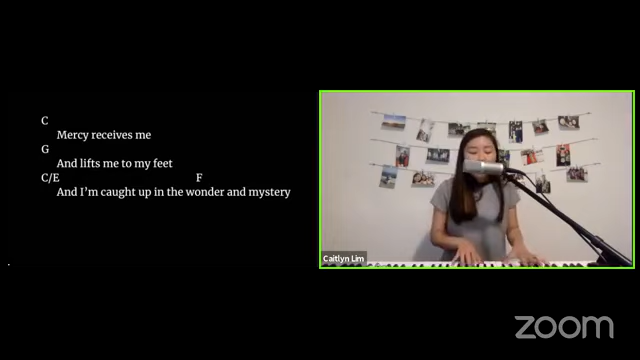 C
Mercy receives me
G
And lifts me to my feet
C/E F
And I'm caught up in the wonder and mystery
Caitlyn Lim
zoom